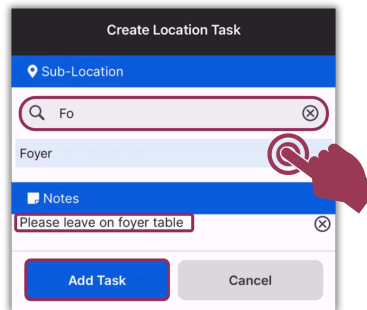 Create Location Task
Sub-Location
Fo
Foyer
Notes
Please leave on foyer table
Add Task
Cancel